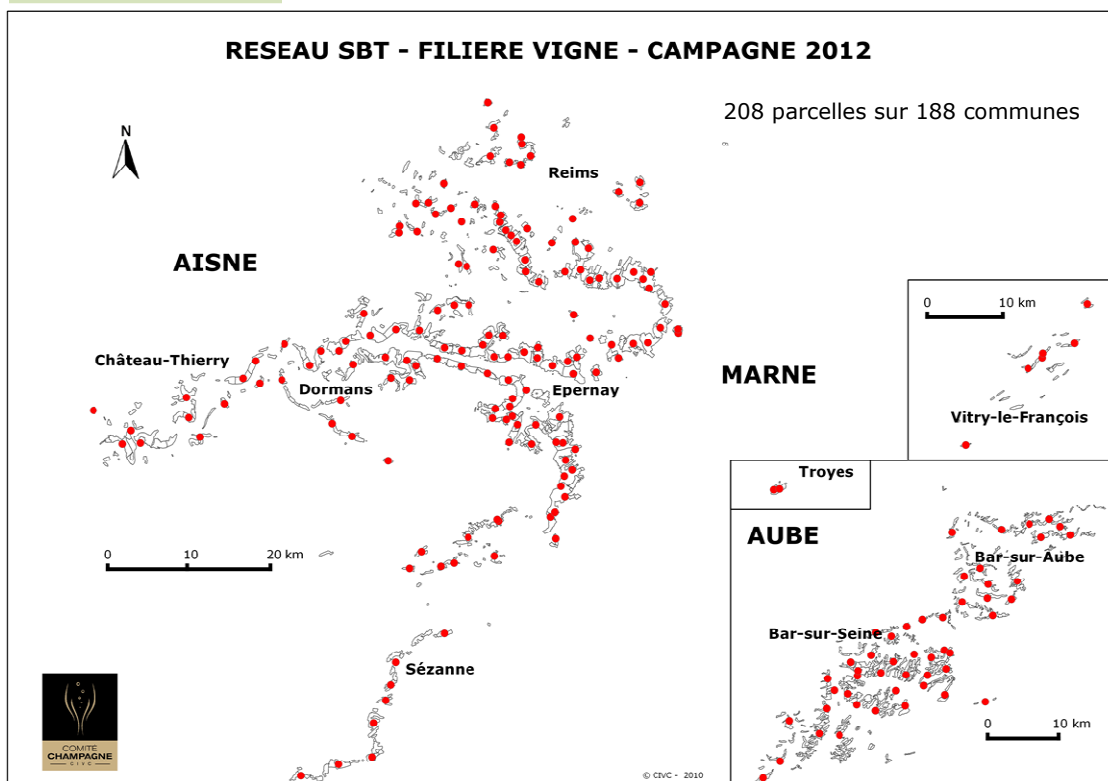 RESEAU SBT - FILIERE VIGNE - CAMPAGNE 2012
208 parcelles sur 188 communes
N
Reims
AISNE
0 10 km
Château-Thierry
Dormans
Epernay
MARNE
Vitry-le-François
Troyes
AUBE
0 10 20 km
Bar-sur-Aube
Bar-sur-Seine
Sézanne
0 10 km
COMITÉ
CHAMPAGNE
CIVC
© CIVC - 2010